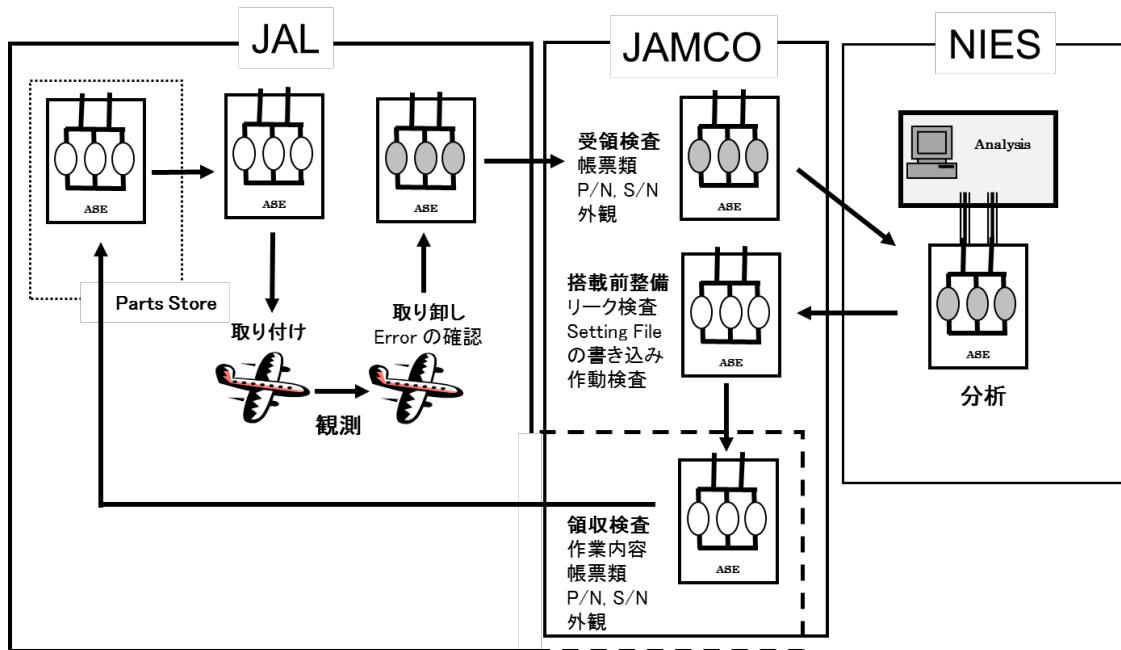 JAL
JAMCO
NIES
ASE
ASE
ASE
Parts Store
取り付け
取り卸し
Error の確認
観測
受領検査
帳票類
P/N, S/N
外観
ASE
搭載前整備
リーク検査
Setting File
の書き込み
作動検査
ASE
領収検査
作業内容
帳票類
P/N, S/N
外観
ASE
Analysis
ASE
分析